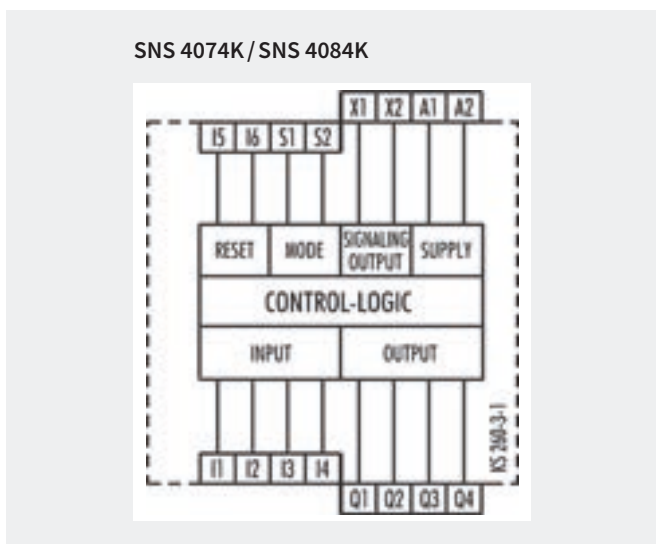 SNS 4074K / SNS 4084K
X1 X2 A1 A2
I5 I6 S1 S2
RESET MODE SIGNALING OUTPUT SUPPLY
CONTROL-LOGIC
INPUT OUTPUT
KS 260-3-1
I1 I2 I3 I4
Q1 Q2 Q3 Q4